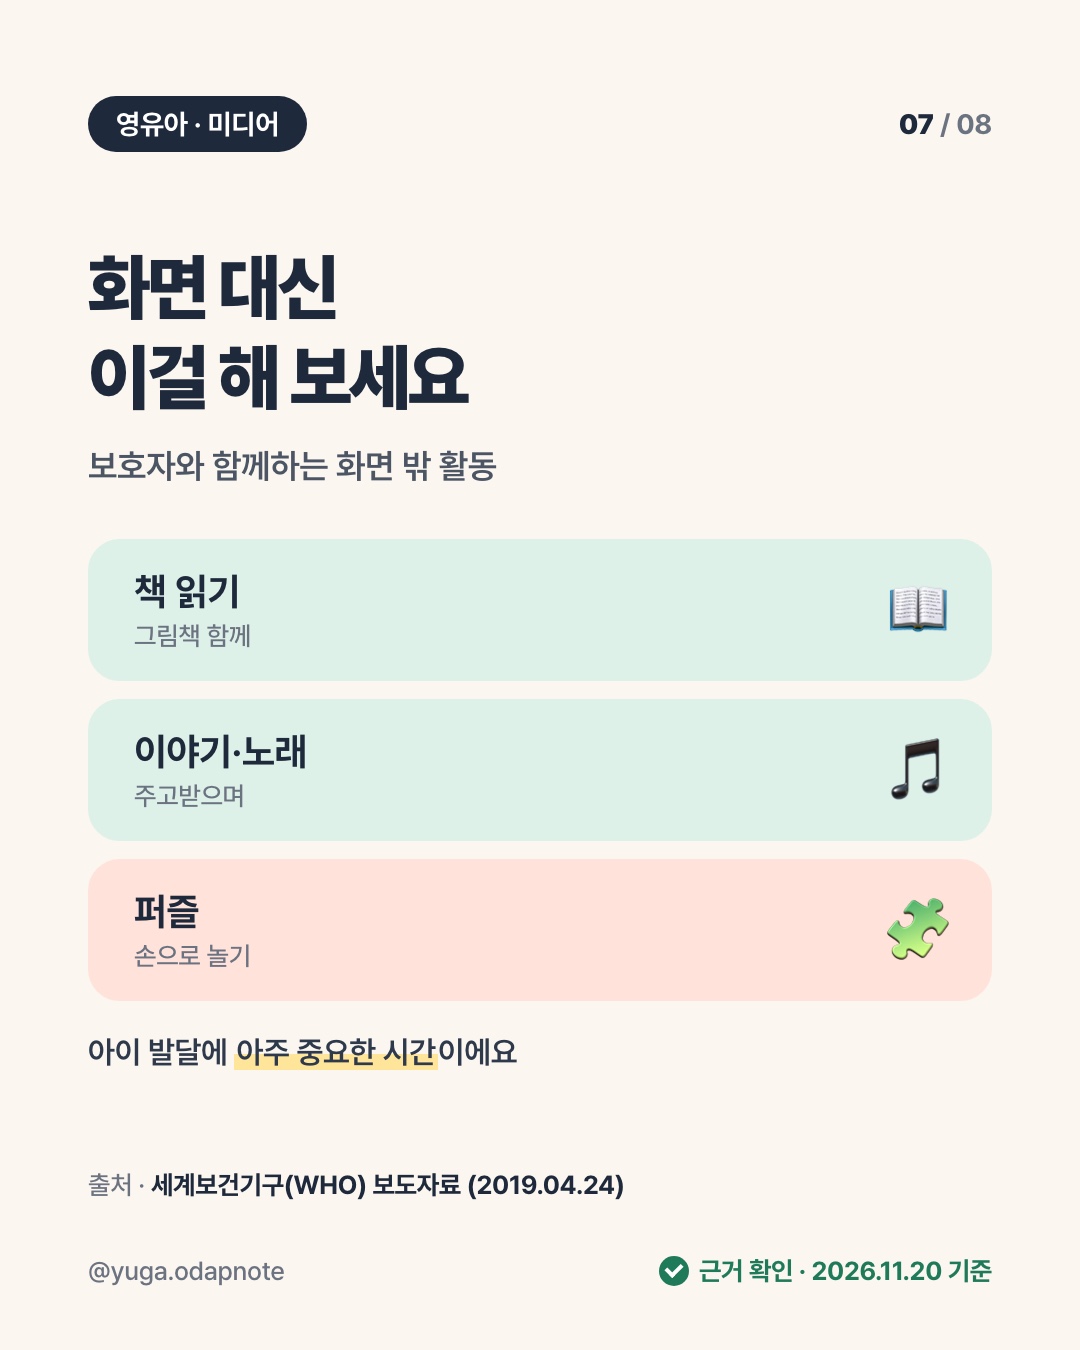 영유아 · 미디어
07 / 08
화면 대신
이걸 해 보세요
보호자와 함께하는 화면 밖 활동
책 읽기
그림책 함께
이야기·노래
주고받으며
퍼즐
손으로 놀기
아이 발달에 아주 중요한 시간이에요
출처 · 세계보건기구(WHO) 보도자료 (2019.04.24)
@yuga.odapnote
근거 확인 · 2026.11.20 기준